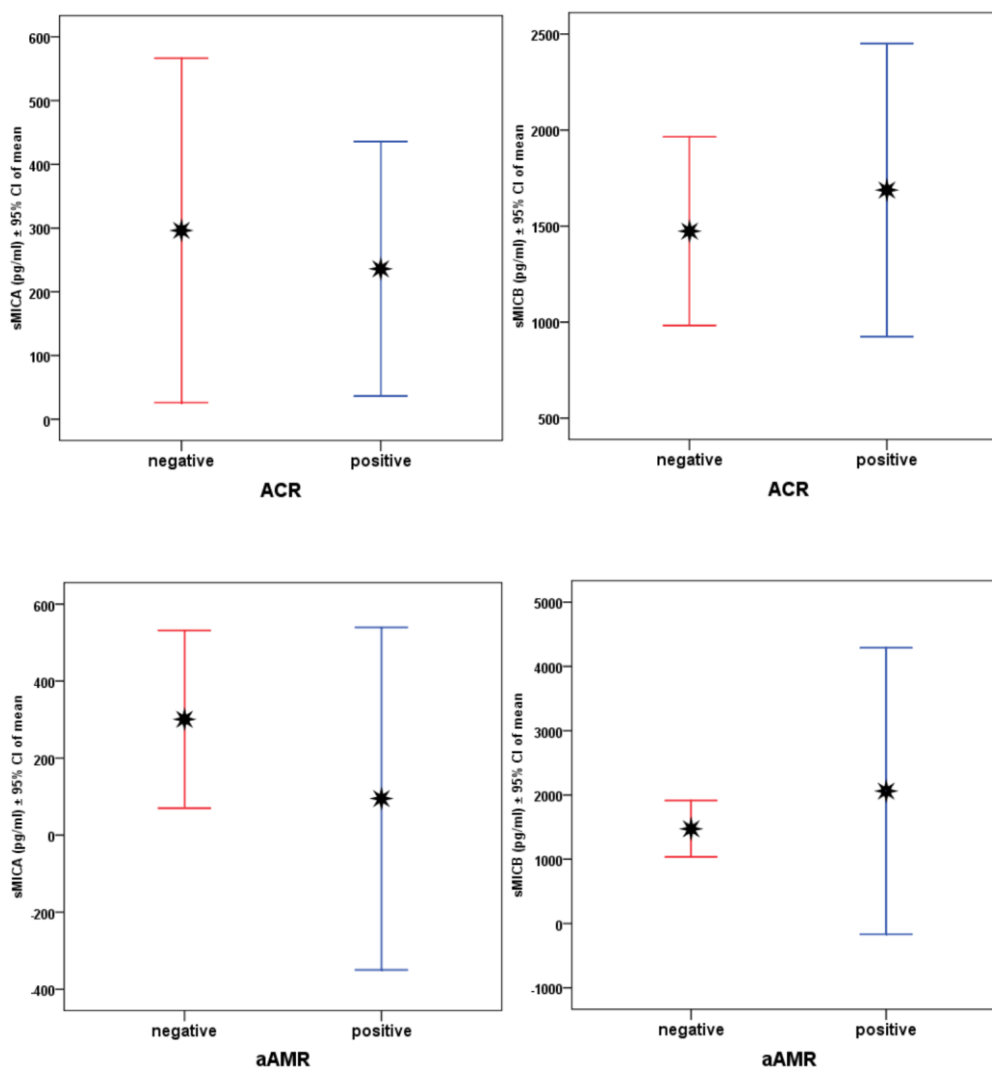 sMICA (pg/ml) ± 95% CI of mean
600
500
400
300
200
100
0
negative
positive
ACR
sMICB (pg/ml) ± 95% CI of mean
2500
2000
1500
1000
500
negative
positive
ACR
sMICA (pg/ml) ± 95% CI of mean
600
400
200
0
-200
-400
negative
positive
aAMR
sMICB (pg/ml) ± 95% CI of mean
5000
4000
3000
2000
1000
0
-1000
negative
positive
aAMR